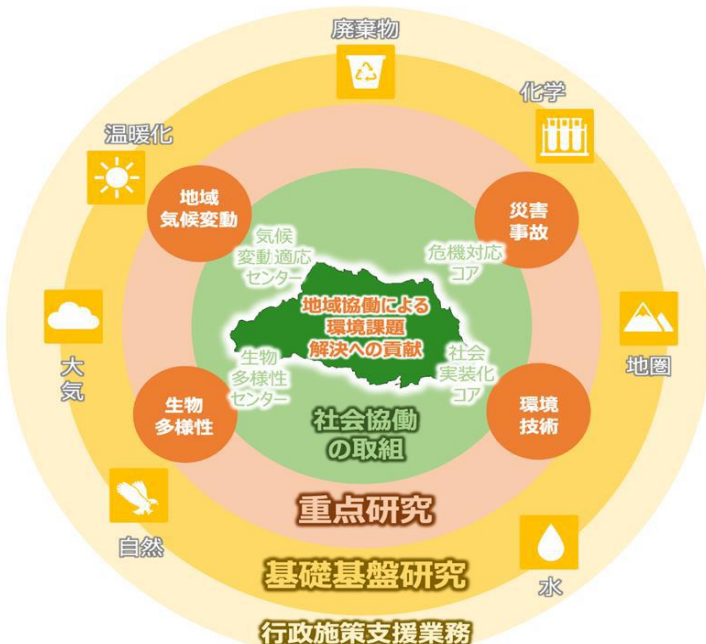 廃棄物
化学
温暖化
地域
気候変動
災害
事故
気候
変動適応
センター
危機対応
コア
地域協働による
環境課題
解決への貢献
大
気
地圏
生物
多様性
センター
社会
実装化
コア
生物
多様性
環境
技術
社会協働
の取組
重点研究
自然
水
基礎基盤研究
行政施策支援業務